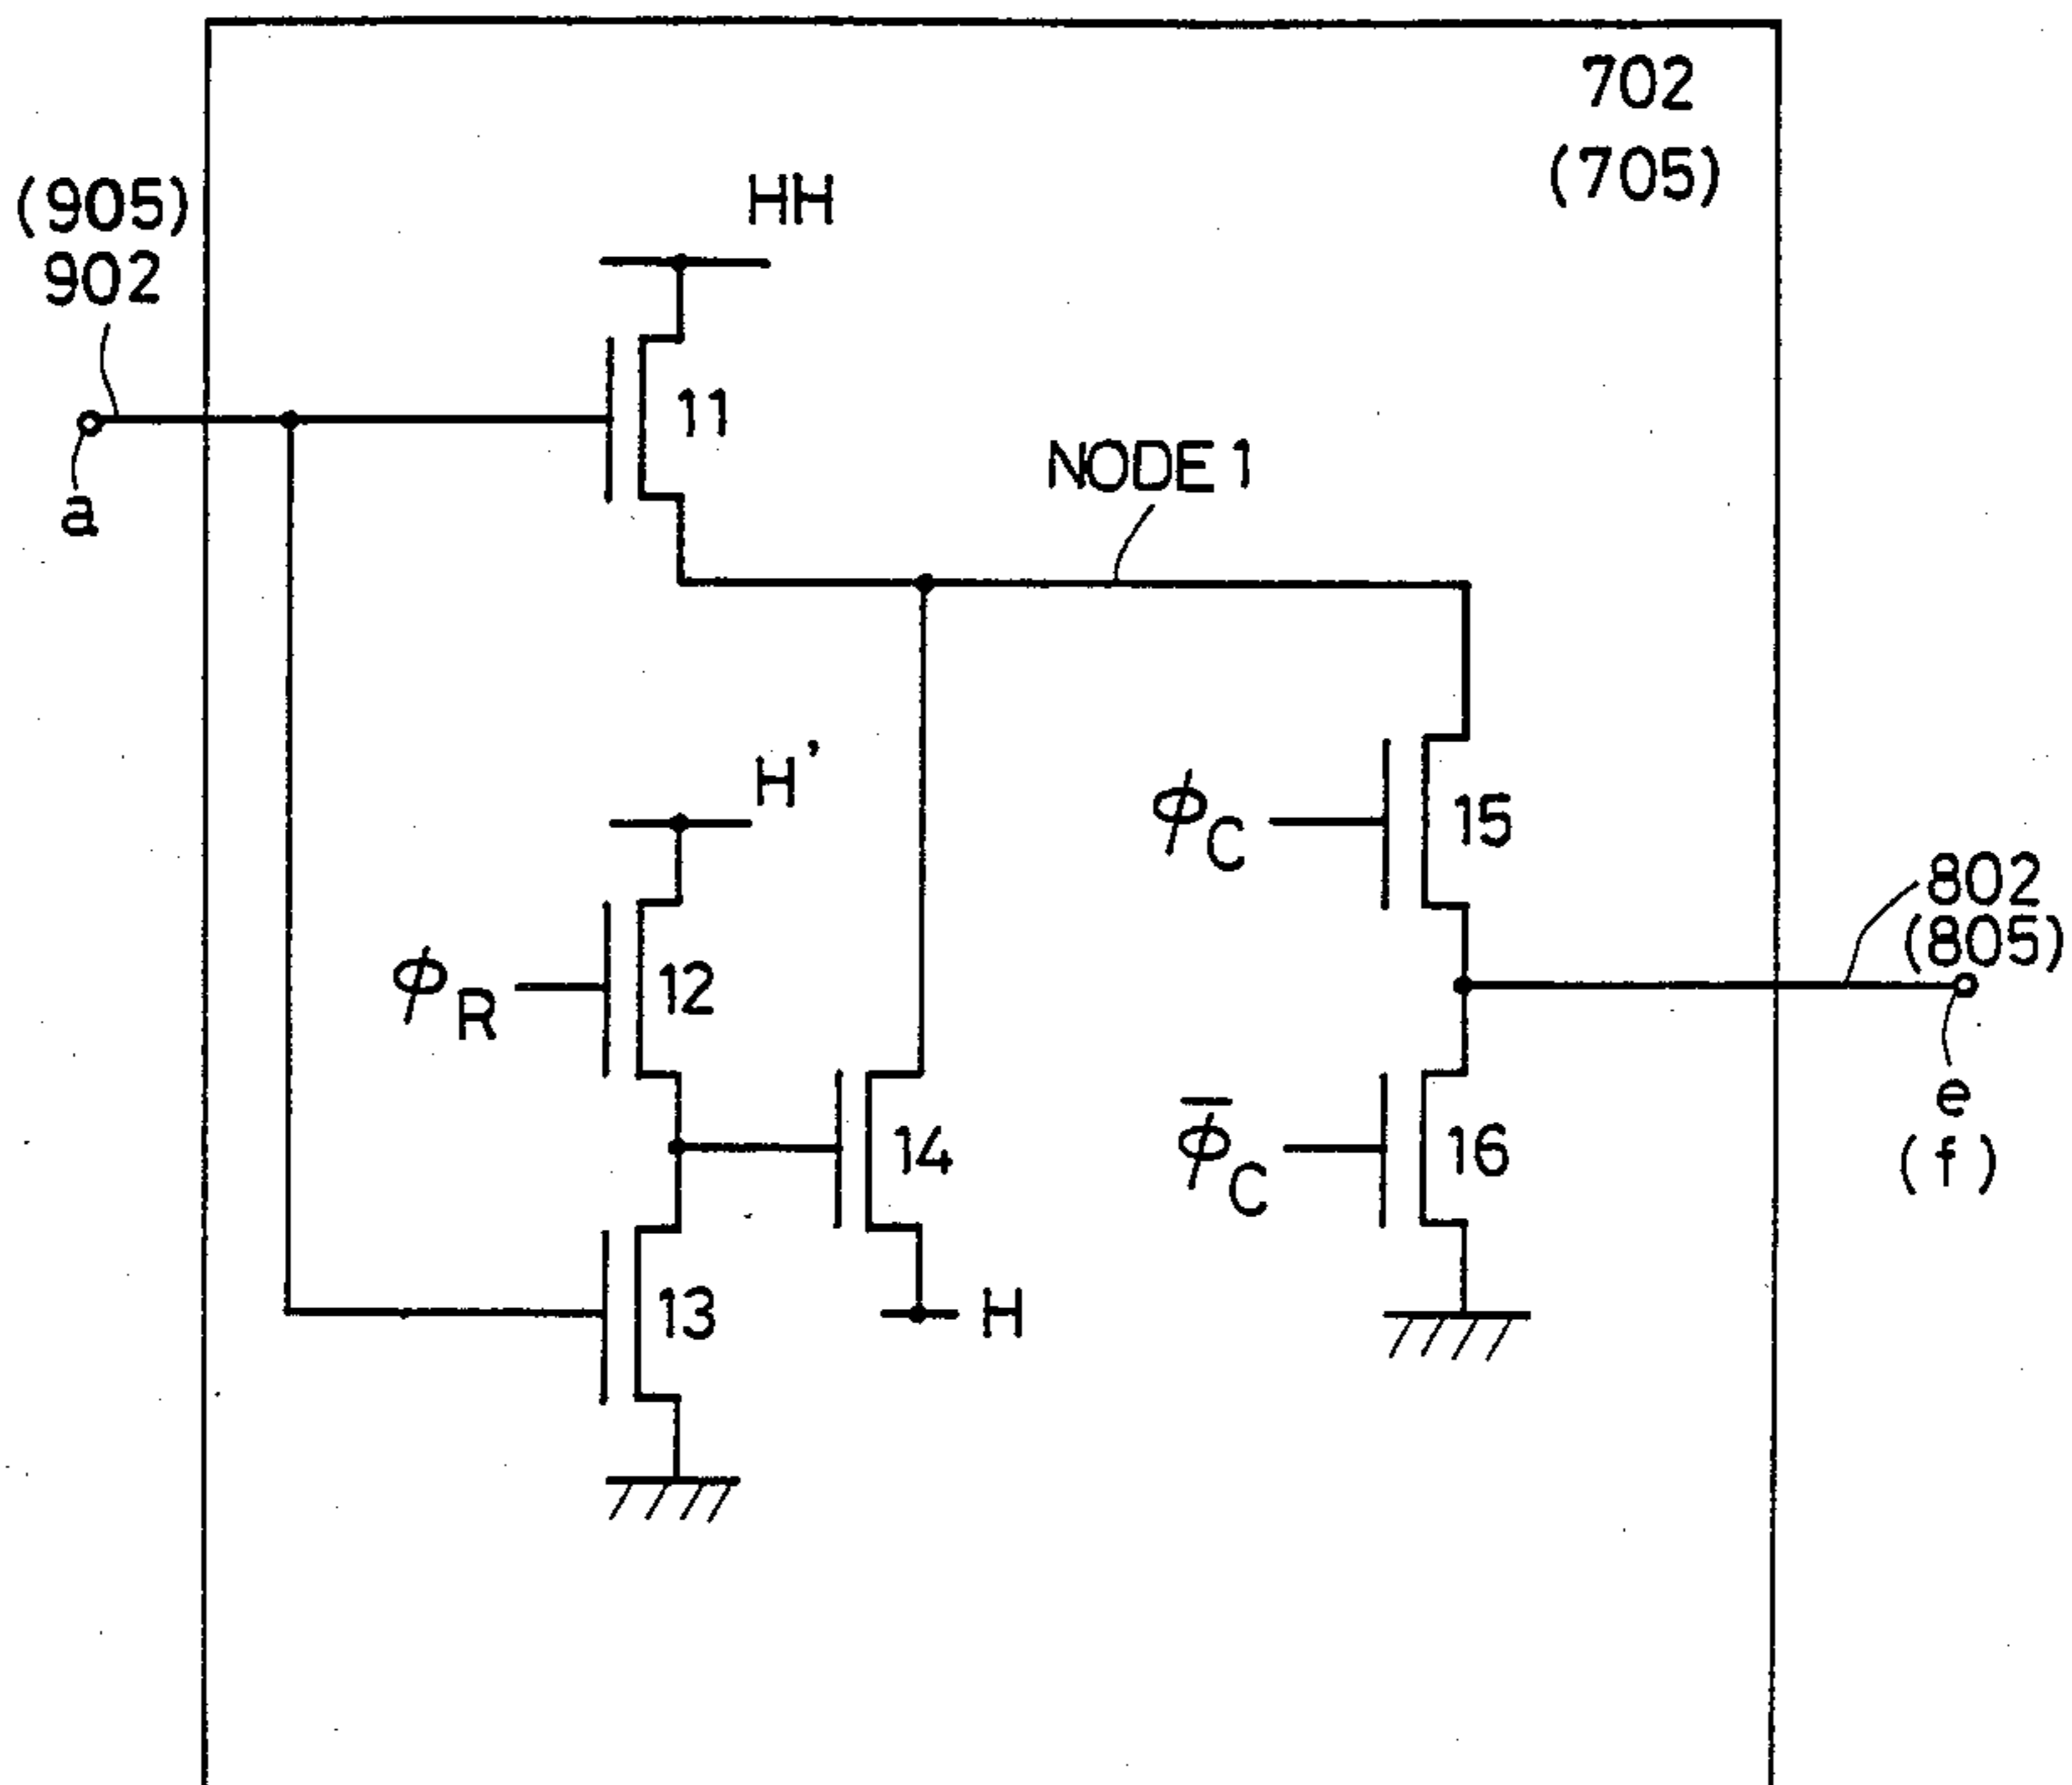 702
(705)
(905)
902
HH
11
a
NODE 1
H'
ϕC
15
802
(805)
ϕR
12
e
(f)
14
ϕ̅C
16
13
H